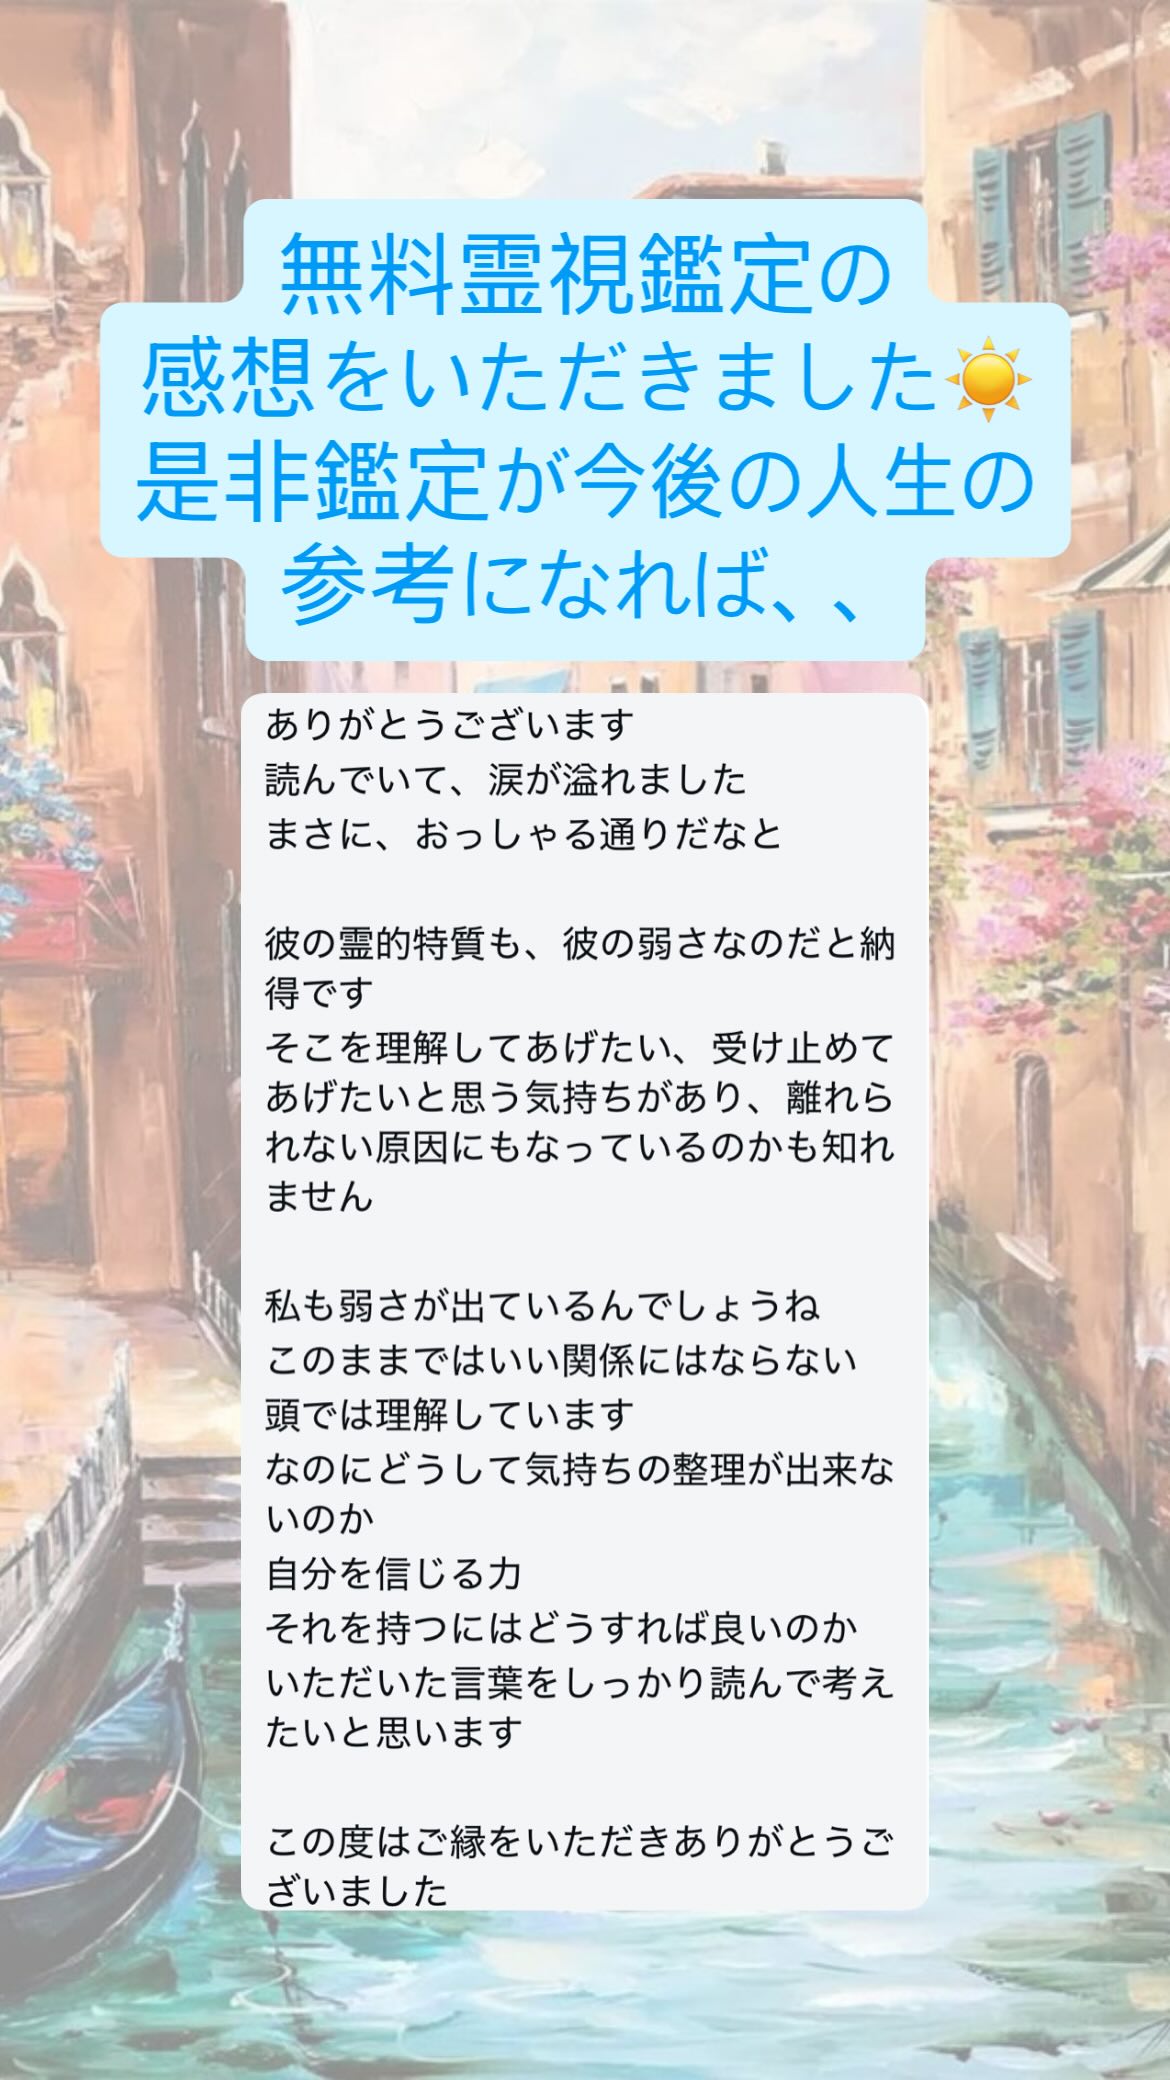 無料霊視鑑定の
感想をいただきました☀️
是非鑑定が今後の人生の
参考になれば、、
ありがとうございます
読んでいて、涙が溢れました
まさに、おっしゃる通りだなと
彼の霊的特質も、彼の弱さなのだと納
得です
そこを理解してあげたい、受け止めて
あげたいと思う気持ちがあり、離れら
れない原因にもなっているのかも知れ
ません
私も弱さが出ているんでしょうね
このままではいい関係にはならない
頭では理解しています
なのにどうして気持ちの整理が出来な
いのか
自分を信じる力
それを持つにはどうすれば良いのか
いただいた言葉をしっかり読んで考え
たいと思います
この度はご縁をいただきありがとうご
ざいました